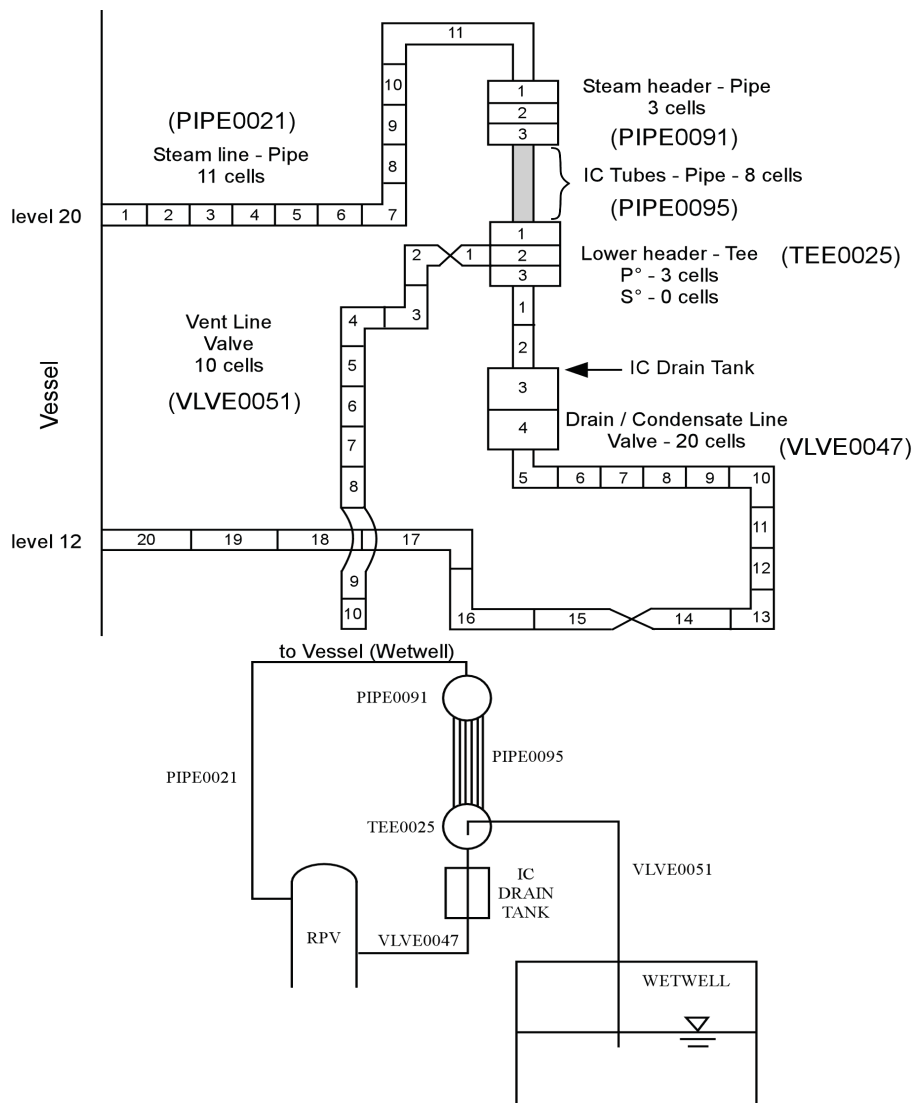 11
1
2
3
Steam header - Pipe
3 cells
(PIPE0091)
10
9
8
(PIPE0021)
Steam line - Pipe
11 cells
IC Tubes - Pipe - 8 cells
(PIPE0095)
level 20
1 2 3 4 5 6 7
1
2
3
2 1
3
4
Lower header - Tee
P° - 3 cells
S° - 0 cells
(TEE0025)
Vent Line
Valve
10 cells
(VLVE0051)
5
6
7
8
1
2
3
4
IC Drain Tank
Drain / Condensate Line
Valve - 20 cells
(VLVE0047)
5 6 7 8 9 10
11
12
13
Vessel
level 12
20 19 18 17
9
10
16 15 14
to Vessel (Wetwell)
PIPE0091
PIPE0021
PIPE0095
TEE0025
IC
DRAIN
TANK
VLVE0051
RPV
VLVE0047
WETWELL